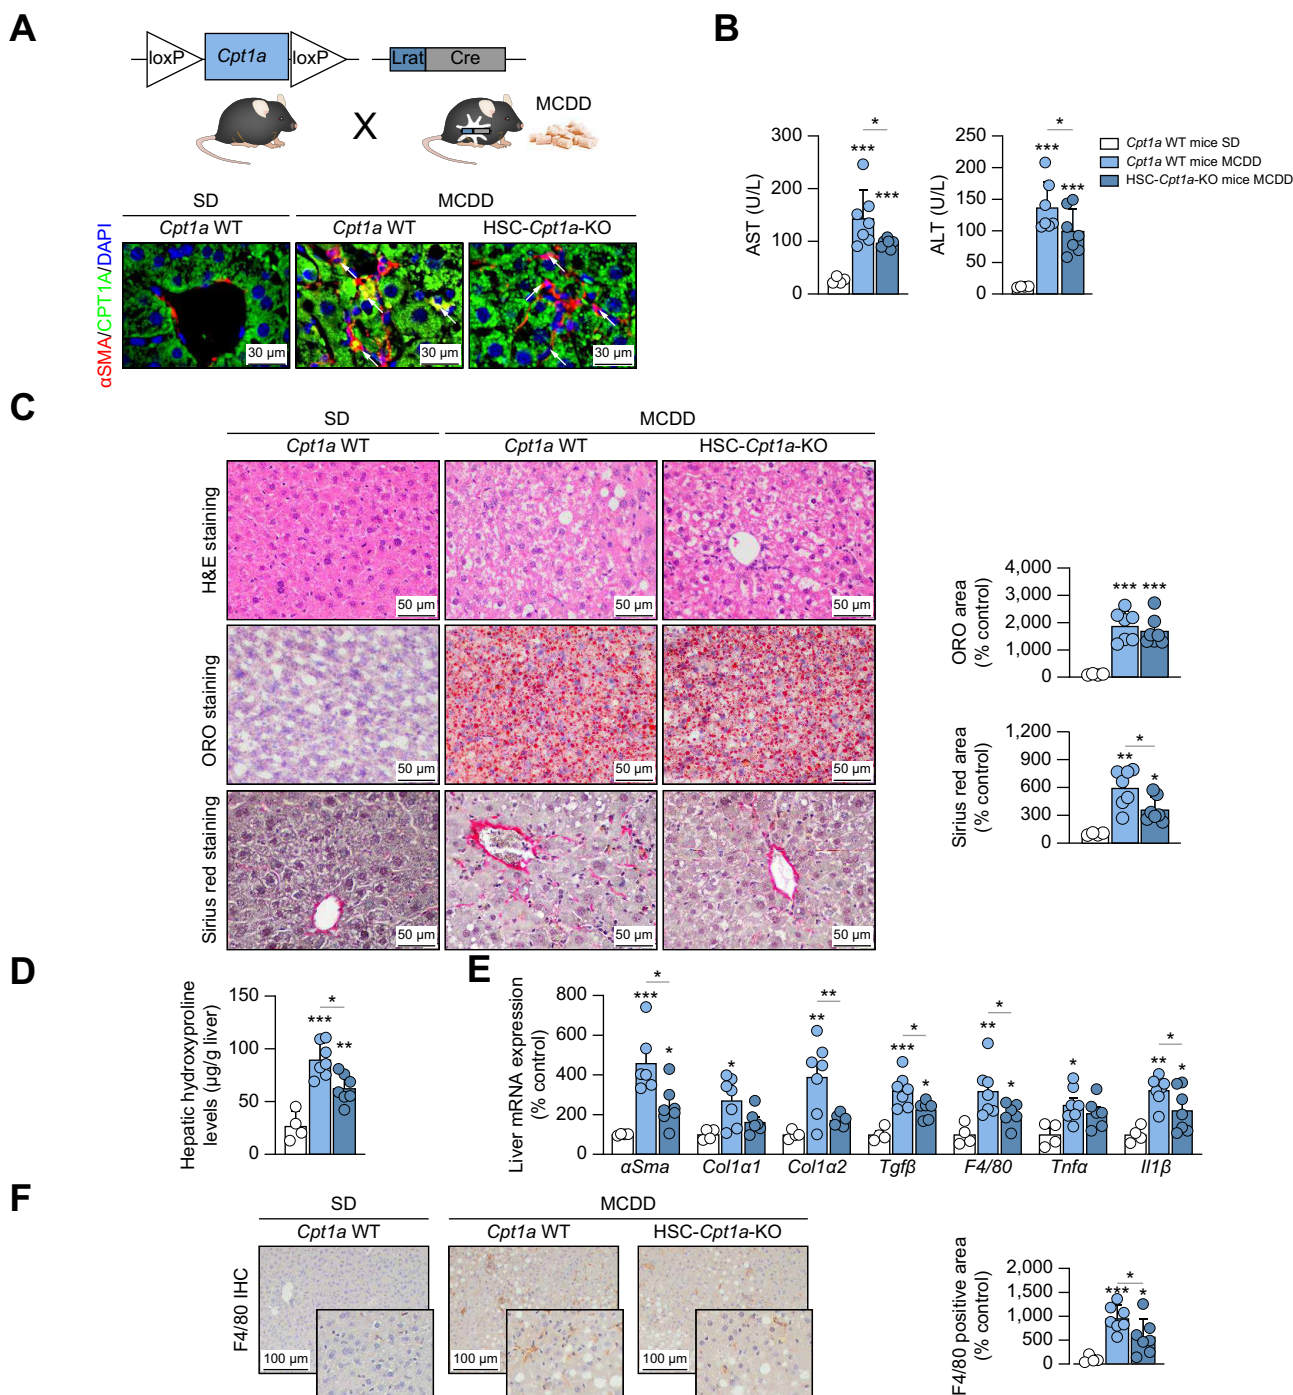 A
loxP
Cpt1a
loxP
Lrat
Cre
X
MCDD
SD
MCDD
Cpt1a WT
Cpt1a WT
HSC-Cpt1a-KO
αSMA/CPT1A/DAPI
30 µm
30 µm
30 µm
B
AST (U/L)
300
200
100
0
***
*
***
ALT (U/L)
250
200
150
100
50
0
***
*
***
Cpt1a WT mice SD
Cpt1a WT mice MCDD
HSC-Cpt1a-KO mice MCDD
C
SD
MCDD
Cpt1a WT
Cpt1a WT
HSC-Cpt1a-KO
H&E staining
50 µm
50 µm
50 µm
ORO staining
50 µm
50 µm
50 µm
Sirius red staining
50 µm
50 µm
50 µm
ORO area
(% control)
4,000
3,000
2,000
1,000
0
*** ***
Sirius red area
(% control)
1,200
900
600
300
0
**
*
*
D
Hepatic hydroxyproline
levels (µg/g liver)
150
100
50
0
***
*
**
E
Liver mRNA expression
(% control)
800
600
400
200
0
***
*
*
*
**
**
***
*
*
**
*
*
*
**
*
*
αSma
Col1α1
Col1α2
Tgfβ
F4/80
Tnfα
Il1β
F
SD
MCDD
Cpt1a WT
Cpt1a WT
HSC-Cpt1a-KO
F4/80 IHC
100 µm
100 µm
100 µm
F4/80 positive area
(% control)
2,000
1,500
1,000
500
0
***
*
*